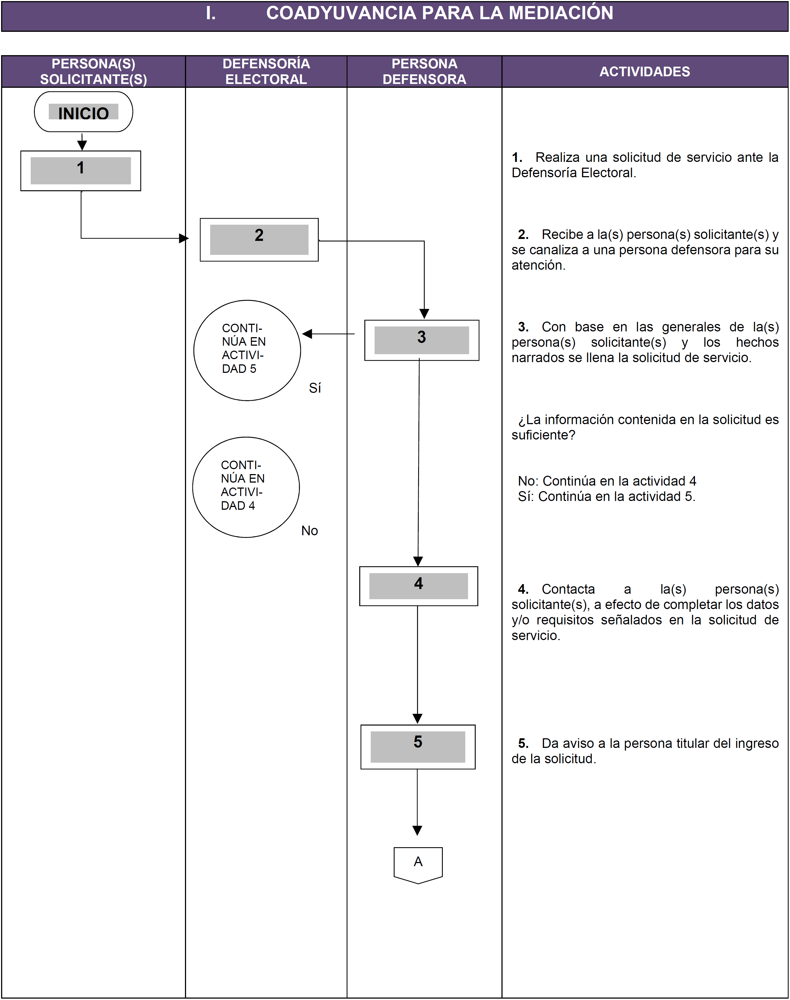 I. COADYUVANCIA PARA LA MEDIACIÓN
PERSONA(S)
SOLICITANTE(S)
DEFENSORÍA
ELECTORAL
PERSONA
DEFENSORA
ACTIVIDADES
INICIO
1
1. Realiza una solicitud de servicio ante la
Defensoría Electoral.
2
2. Recibe a la(s) persona(s) solicitante(s) y
se canaliza a una persona defensora para su
atención.
CONTI-
NÚA EN
ACTIVI-
DAD 5
Sí
3
3. Con base en las generales de la(s)
persona(s) solicitante(s) y los hechos
narrados se llena la solicitud de servicio.
¿La información contenida en la solicitud es
suficiente?
CONTI-
NÚA EN
ACTIVI-
DAD 4
No
No: Continúa en la actividad 4
Sí: Continúa en la actividad 5.
4
4. Contacta a la(s) persona(s)
solicitante(s), a efecto de completar los datos
y/o requisitos señalados en la solicitud de
servicio.
5
5. Da aviso a la persona titular del ingreso
de la solicitud.
A